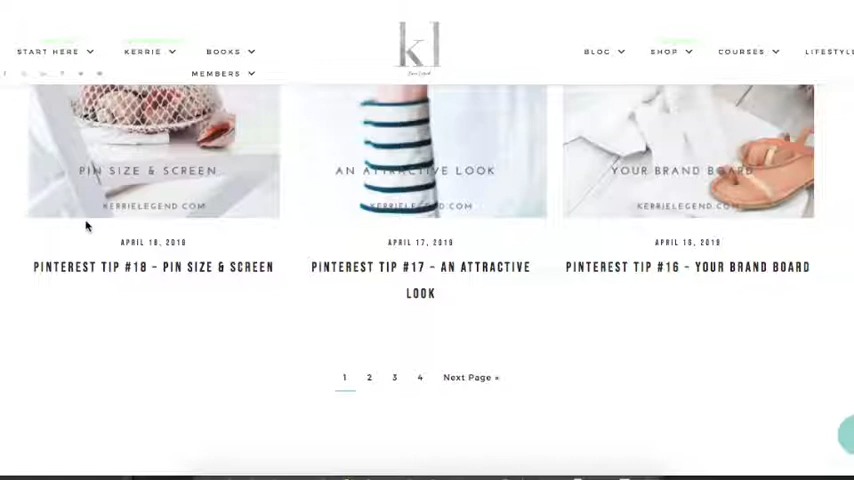 START HERE
KERRIE
BOOKS
MEMBERS
kl
BLOG
SHOP
COURSES
LIFESTYLE
PIN SIZE & SCREEN
KERRIELEGEND.COM
AN ATTRACTIVE LOOK
KERRIELEGEND.COM
YOUR BRAND BOARD
KERRIELEGEND.COM
APRIL 18, 2019
PINTEREST TIP #18 – PIN SIZE & SCREEN
APRIL 17, 2019
PINTEREST TIP #17 – AN ATTRACTIVE
LOOK
APRIL 16, 2019
PINTEREST TIP #16 – YOUR BRAND BOARD
1 2 3 4 Next Page »